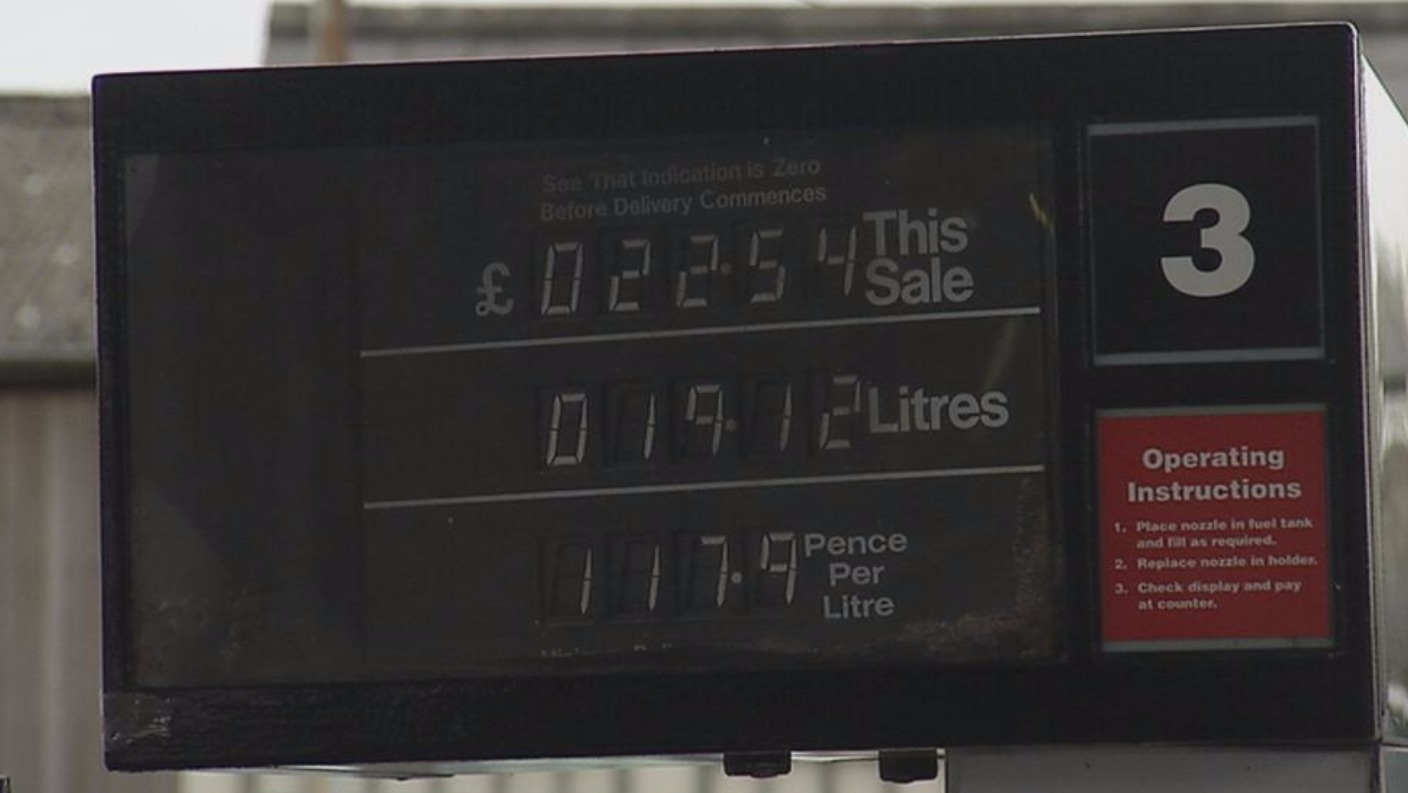 See That Indication is Zero
Before Delivery Commences
£ 022.54 This
Sale
019.12 Litres
117.9 Pence
Per
Litre
3
Operating
Instructions
1. Place nozzle in fuel tank
and fill as required.
2. Replace nozzle in holder.
3. Check display and pay
at counter.